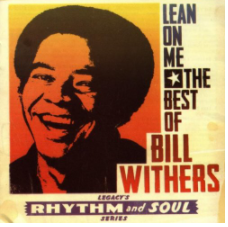 LEAN
ON
ME★THE
BEST
OF
BILL
WITHERS
LEGACY'S
RHYTHM and SOUL
SERIES